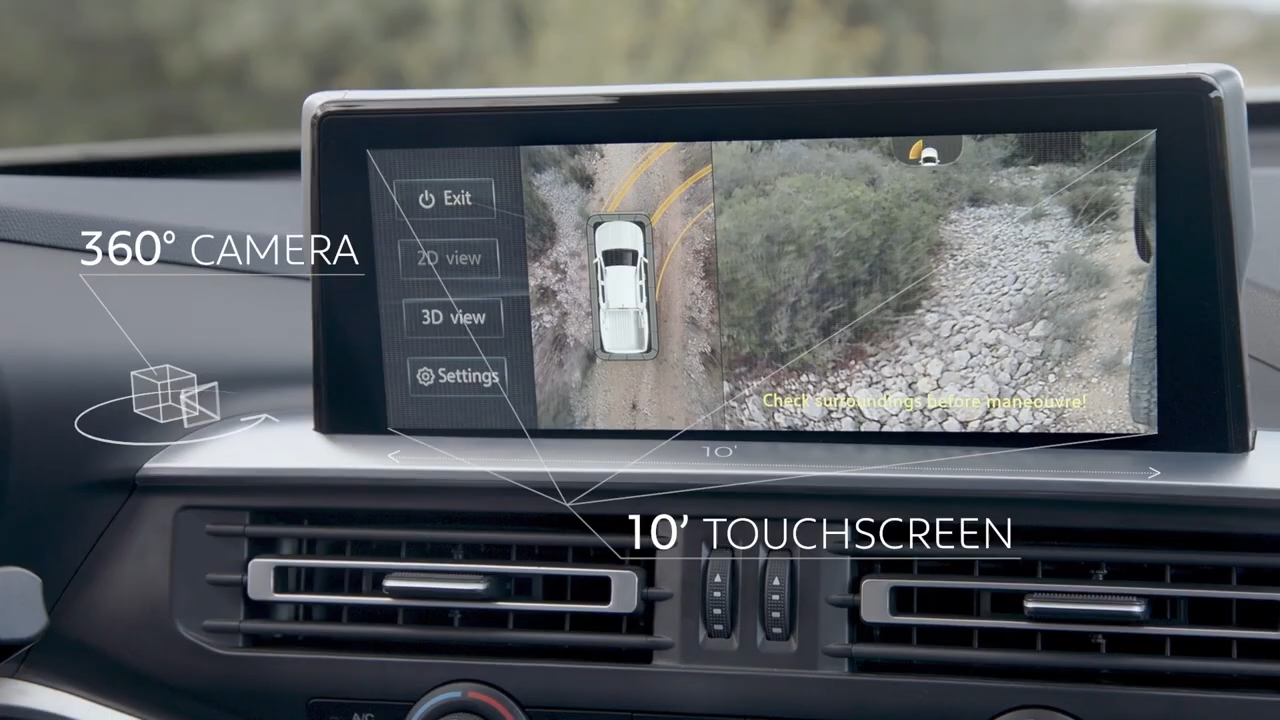 Exit
2D view
3D view
Settings
Check surroundings before maneouvre!
360° CAMERA
10'
10' TOUCHSCREEN
A/C